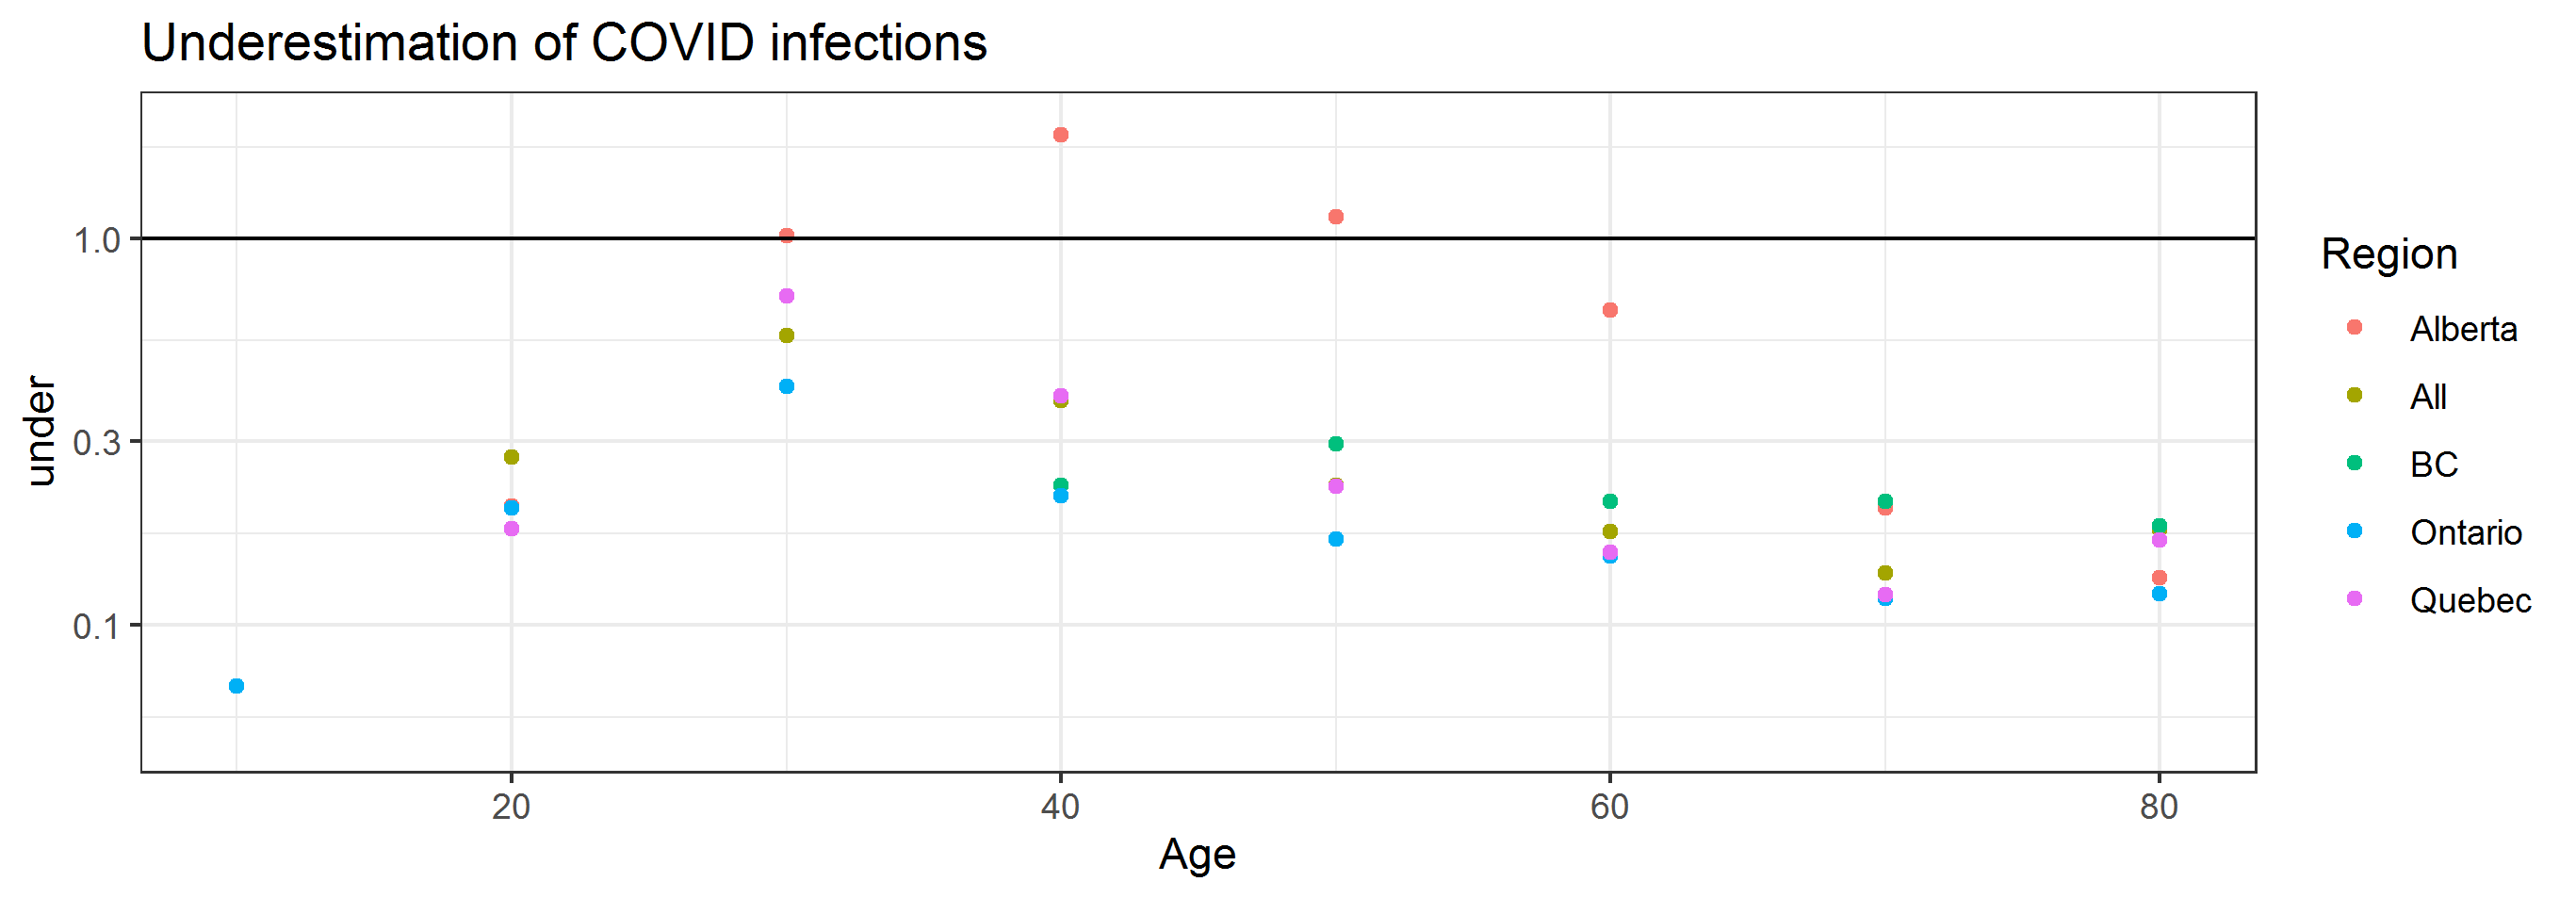 Underestimation of COVID infections
under
1.0
0.3
0.1
20
40
60
80
Age
Region
Alberta
All
BC
Ontario
Quebec